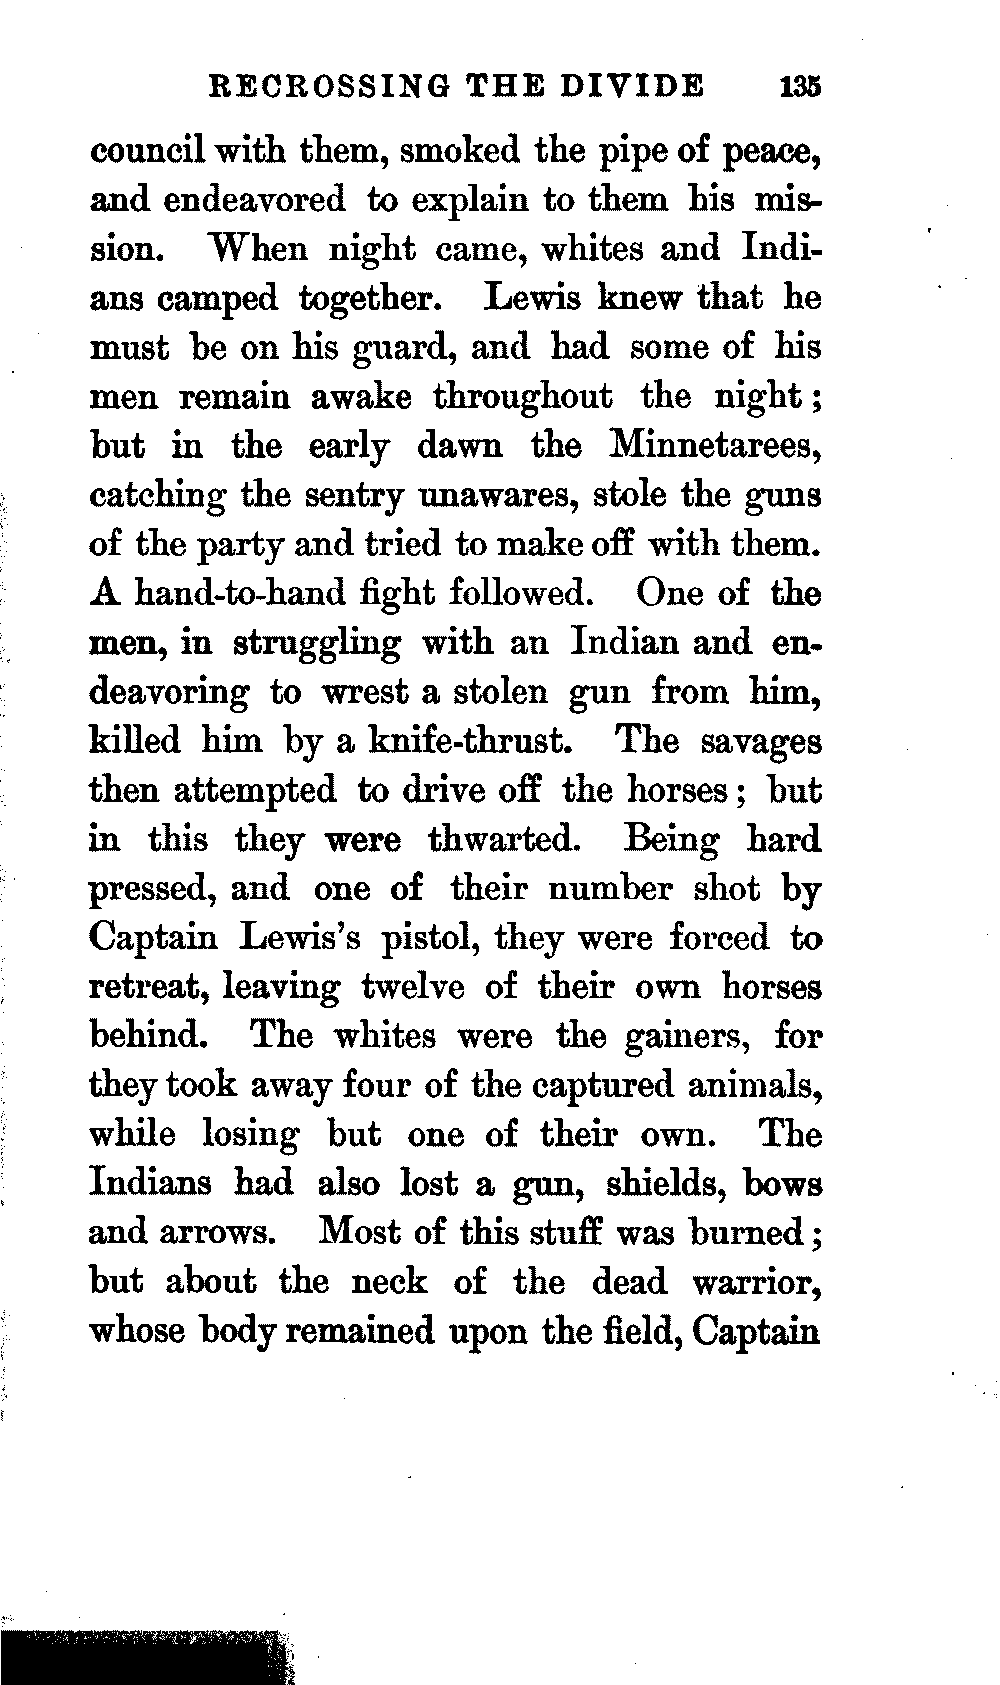 RECROSSING THE DIVIDE 135
council with them, smoked the pipe of peace,
and endeavored to explain to them his mis-
sion. When night came, whites and Indi-
ans camped together. Lewis knew that he
must be on his guard, and had some of his
men remain awake throughout the night;
but in the early dawn the Minnetarees,
catching the sentry unawares, stole the guns
of the party and tried to make off with them.
A hand-to-hand fight followed. One of the
men, in struggling with an Indian and en-
deavoring to wrest a stolen gun from him,
killed him by a knife-thrust. The savages
then attempted to drive off the horses; but
in this they were thwarted. Being hard
pressed, and one of their number shot by
Captain Lewis's pistol, they were forced to
retreat, leaving twelve of their own horses
behind. The whites were the gainers, for
they took away four of the captured animals,
while losing but one of their own. The
Indians had also lost a gun, shields, bows
and arrows. Most of this stuff was burned;
but about the neck of the dead warrior,
whose body remained upon the field, Captain